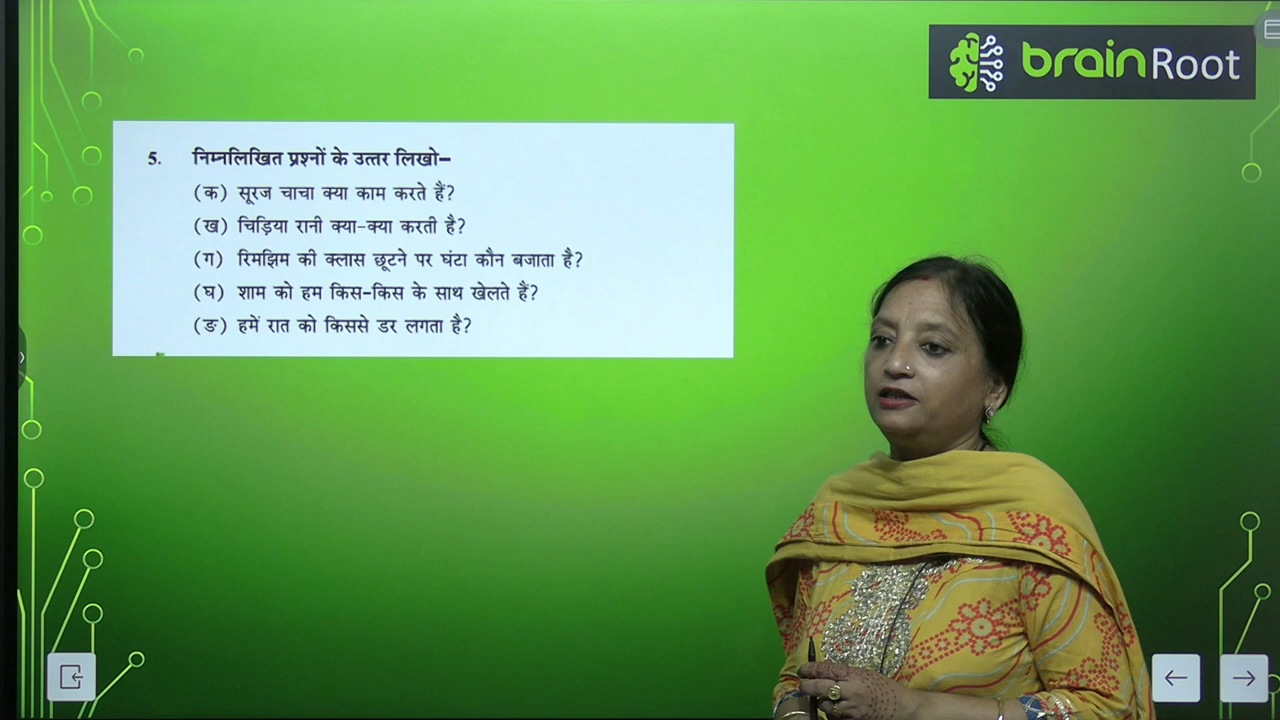 brainRoot
5. निम्नलिखित प्रश्नों के उत्तर लिखो–
(क) सूरज चाचा क्या काम करते हैं?
(ख) चिड़िया रानी क्या-क्या करती है?
(ग) रिमझिम की क्लास छूटने पर घंटा कौन बजाता है?
(घ) शाम को हम किस-किस के साथ खेलते हैं?
(ङ) हमें रात को किससे डर लगता है?